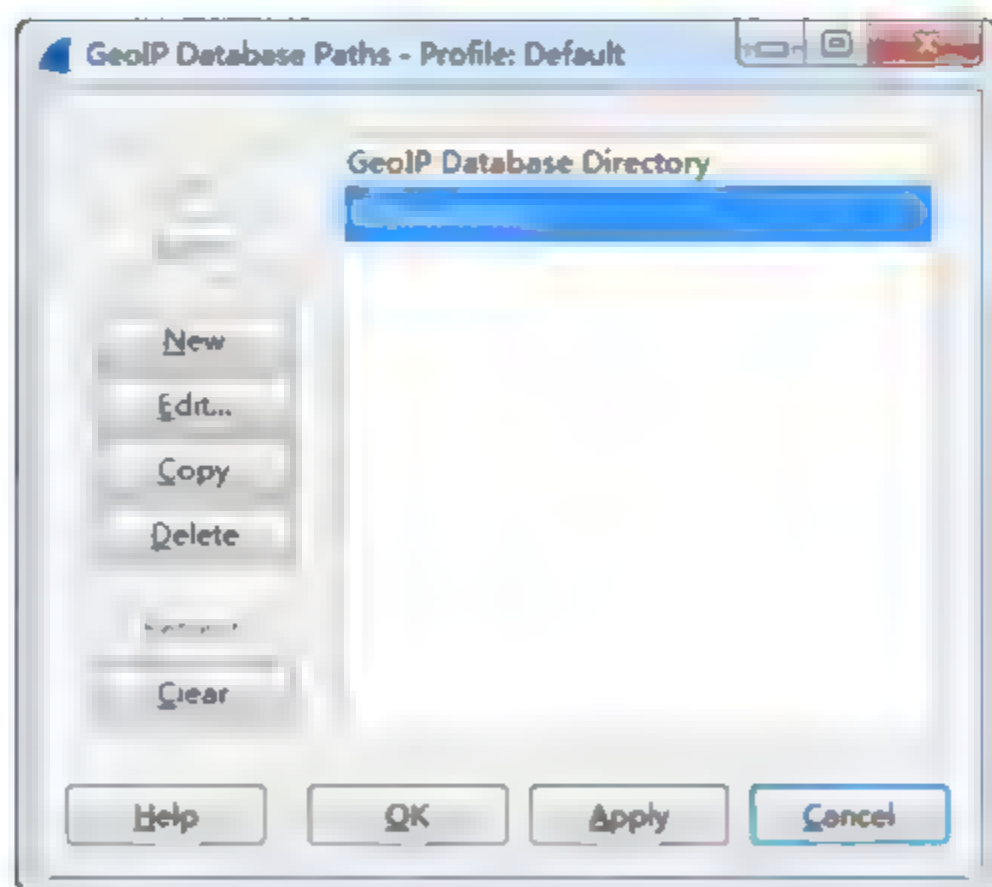 GeoIP Database Paths - Profile: Default
GeoIP Database Directory
New
Edit...
Copy
Delete
Clear
Help
OK
Apply
Cancel